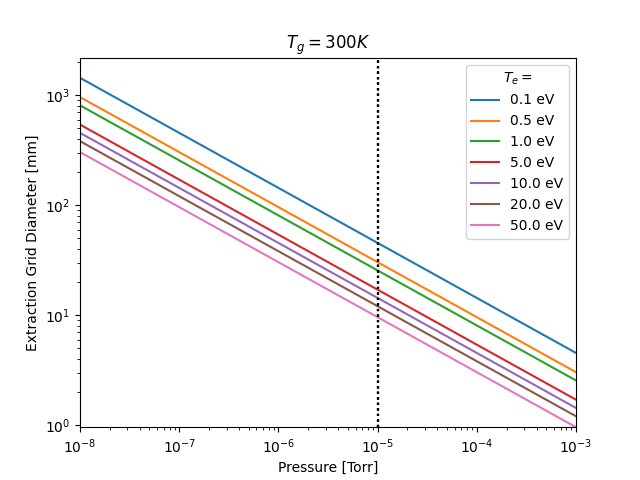 T_g = 300K
Extraction Grid Diameter [mm]
10^3
10^2
10^1
10^0
T_e =
0.1 eV
0.5 eV
1.0 eV
5.0 eV
10.0 eV
20.0 eV
50.0 eV
10^−8
10^−7
10^−6
10^−5
10^−4
10^−3
Pressure [Torr]